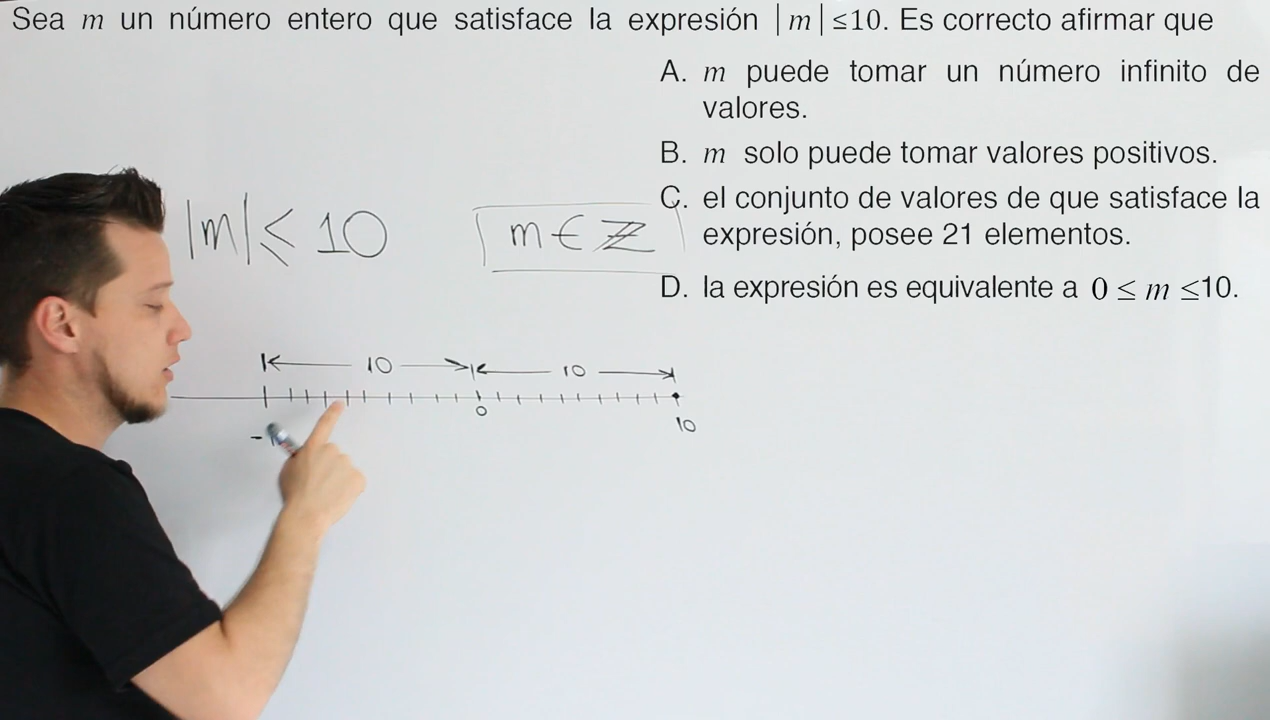 Sea m un número entero que satisface la expresión |m| ≤10. Es correcto afirmar que
A. m puede tomar un número infinito de
valores.
B. m solo puede tomar valores positivos.
C. el conjunto de valores de que satisface la
expresión, posee 21 elementos.
D. la expresión es equivalente a 0 ≤ m ≤10.
|m| ≤ 10
m ∈ ℤ
10 10
0
10